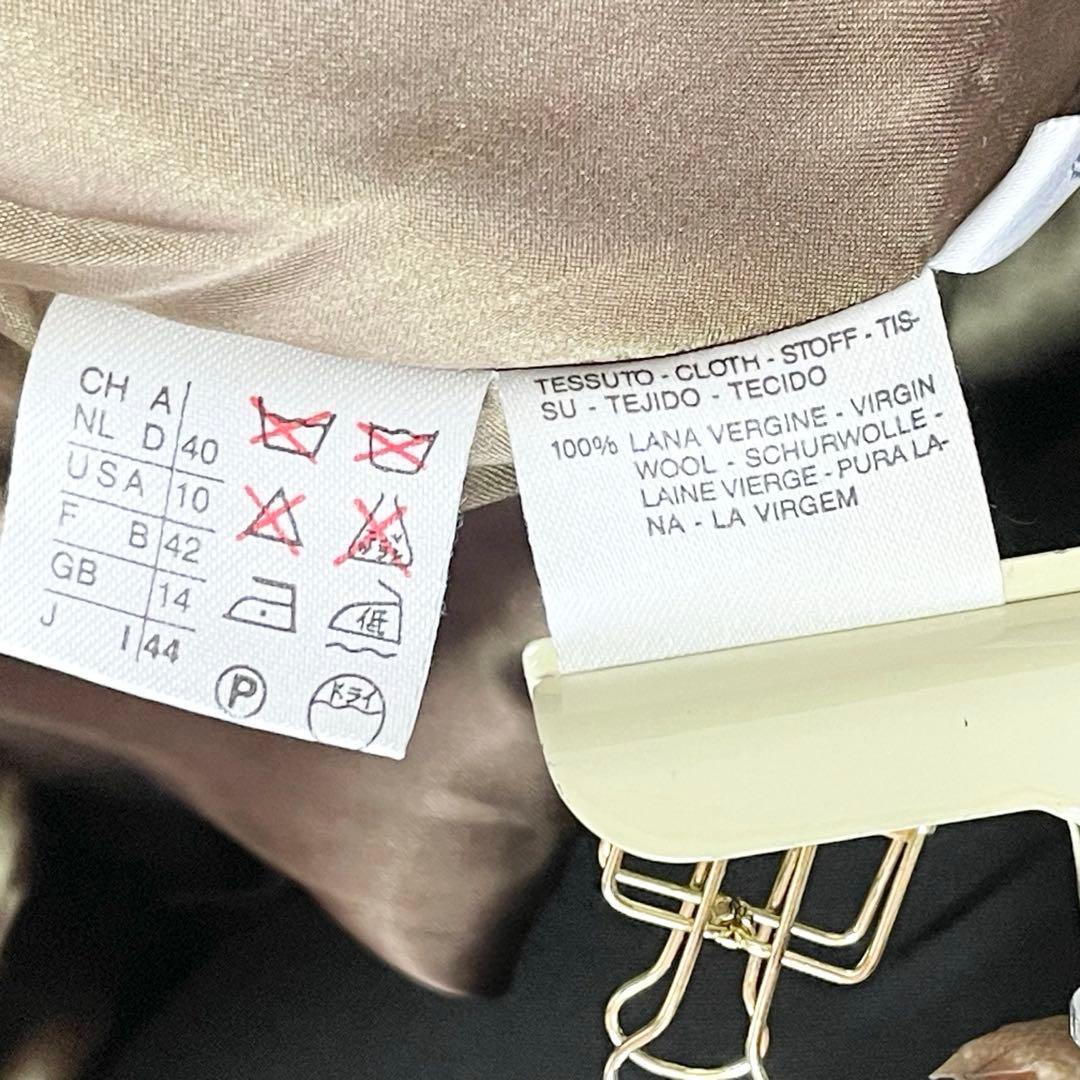 CH A
NL D 40
USA 10
F B 42
GB 14
J I 44
低
P
ドライ
TESSUTO - CLOTH - STOFF - TIS-
SU - TEJIDO - TECIDO
100% LANA VERGINE - VIRGIN
WOOL - SCHURWOLLE -
LAINE VIERGE - PURA LA-
NA - LA VIRGEM